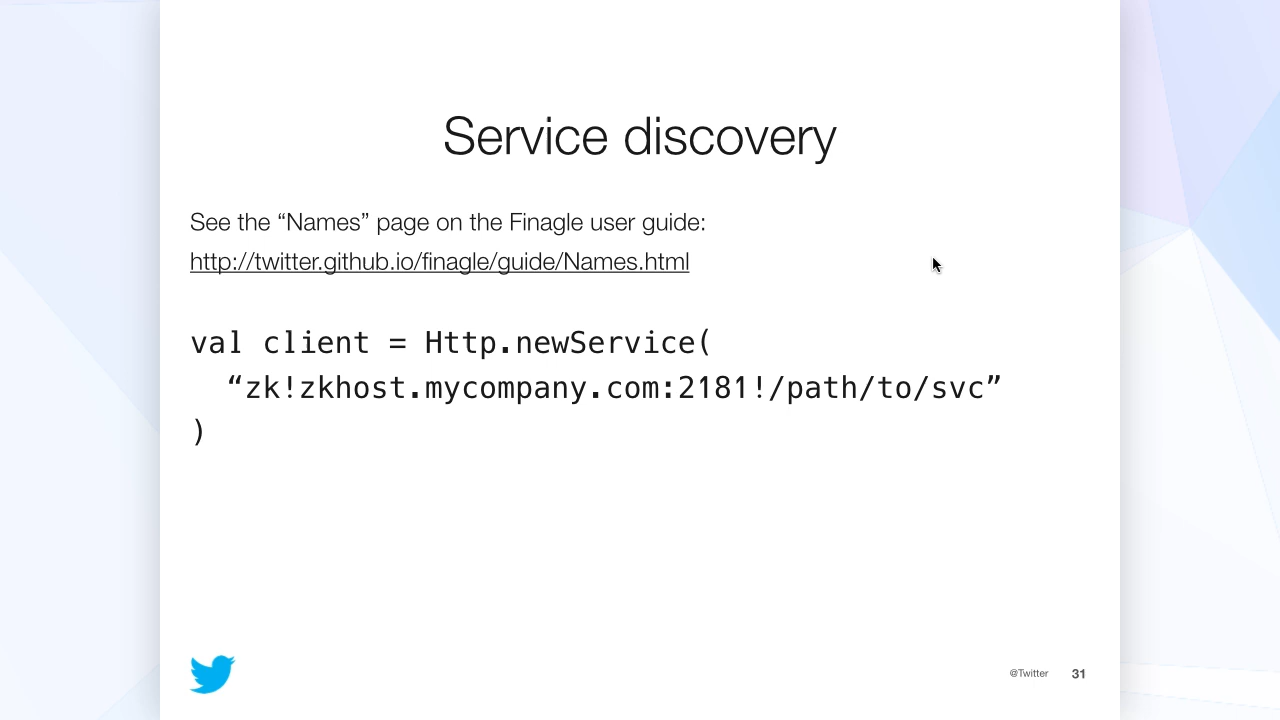 Service discovery
See the “Names” page on the Finagle user guide:
http://twitter.github.io/finagle/guide/Names.html
val client = Http.newService(
“zk!zkhost.mycompany.com:2181!/path/to/svc”
)
@Twitter 31